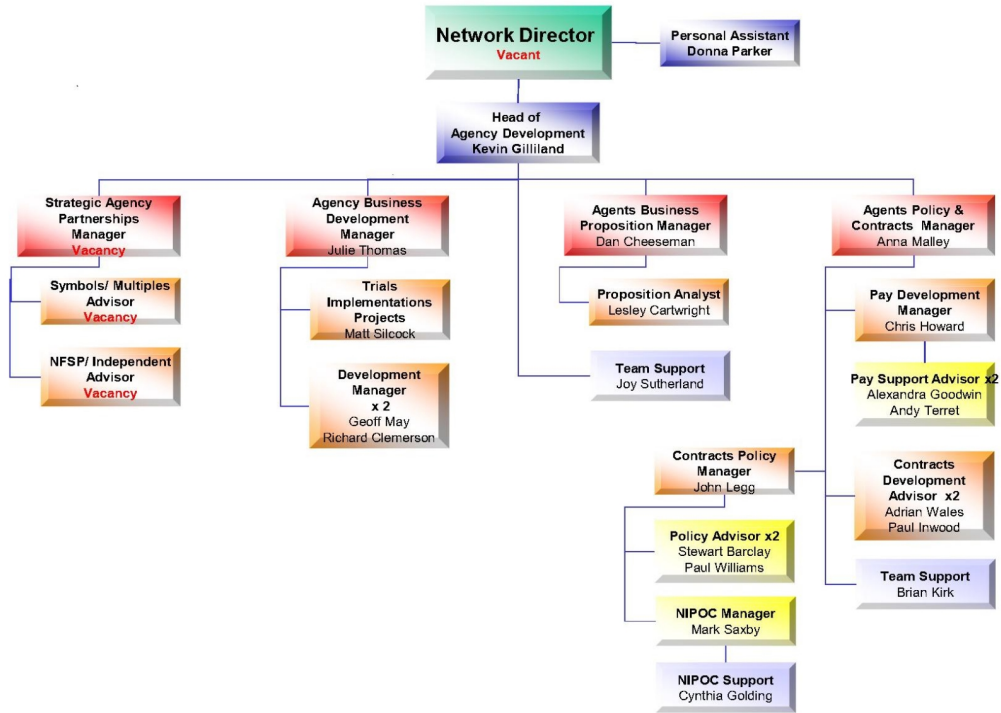 Network Director
Vacant
Personal Assistant
Donna Parker
Head of
Agency Development
Kevin Gilliland
Strategic Agency
Partnerships
Manager
Vacancy
Symbols/ Multiples
Advisor
Vacancy
NFSP/ Independent
Advisor
Vacancy
Agency Business
Development
Manager
Julie Thomas
Trials
Implementations
Projects
Matt Silcock
Development
Manager
x 2
Geoff May
Richard Clemerson
Agents Business
Proposition Manager
Dan Cheeseman
Proposition Analyst
Lesley Cartwright
Team Support
Joy Sutherland
Agents Policy &
Contracts Manager
Anna Malley
Pay Development
Manager
Chris Howard
Pay Support Advisor x2
Alexandra Goodwin
Andy Terret
Contracts Policy
Manager
John Legg
Policy Advisor x2
Stewart Barclay
Paul Williams
NIPOC Manager
Mark Saxby
NIPOC Support
Cynthia Golding
Contracts
Development
Advisor x2
Adrian Wales
Paul Inwood
Team Support
Brian Kirk